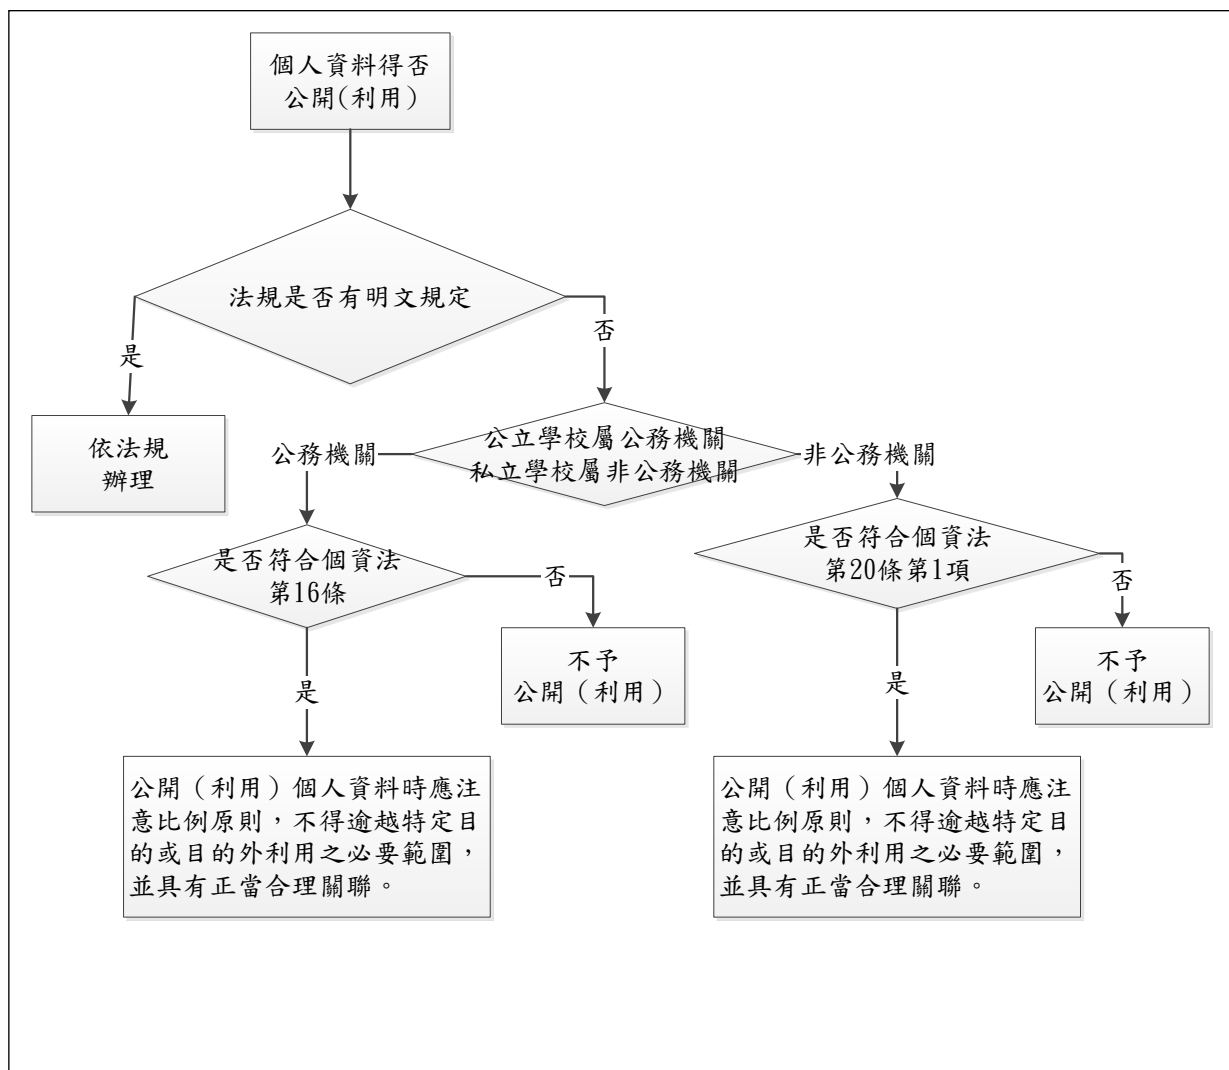 個人資料得否
公開(利用)
法規是否有明文規定
是
否
依法規
辦理
公務機關
公立學校屬公務機關
私立學校屬非公務機關
非公務機關
是否符合個資法
第16條
否
是
不予
公開（利用）
公開（利用）個人資料時應注
意比例原則，不得逾越特定目
的或目的外利用之必要範圍，
並具有正當合理關聯。
是否符合個資法
第20條第1項
否
是
不予
公開（利用）
公開（利用）個人資料時應注
意比例原則，不得逾越特定目
的或目的外利用之必要範圍，
並具有正當合理關聯。